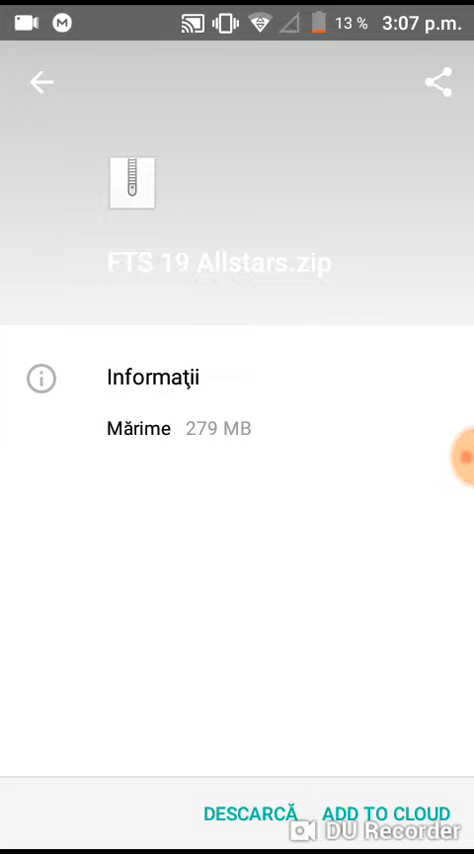 M 13 % 3:07 p.m.
FTS 19 Allstars.zip
Informaţii
Mărime 279 MB
DESCARCĂ ADD TO CLOUD
DU Recorder